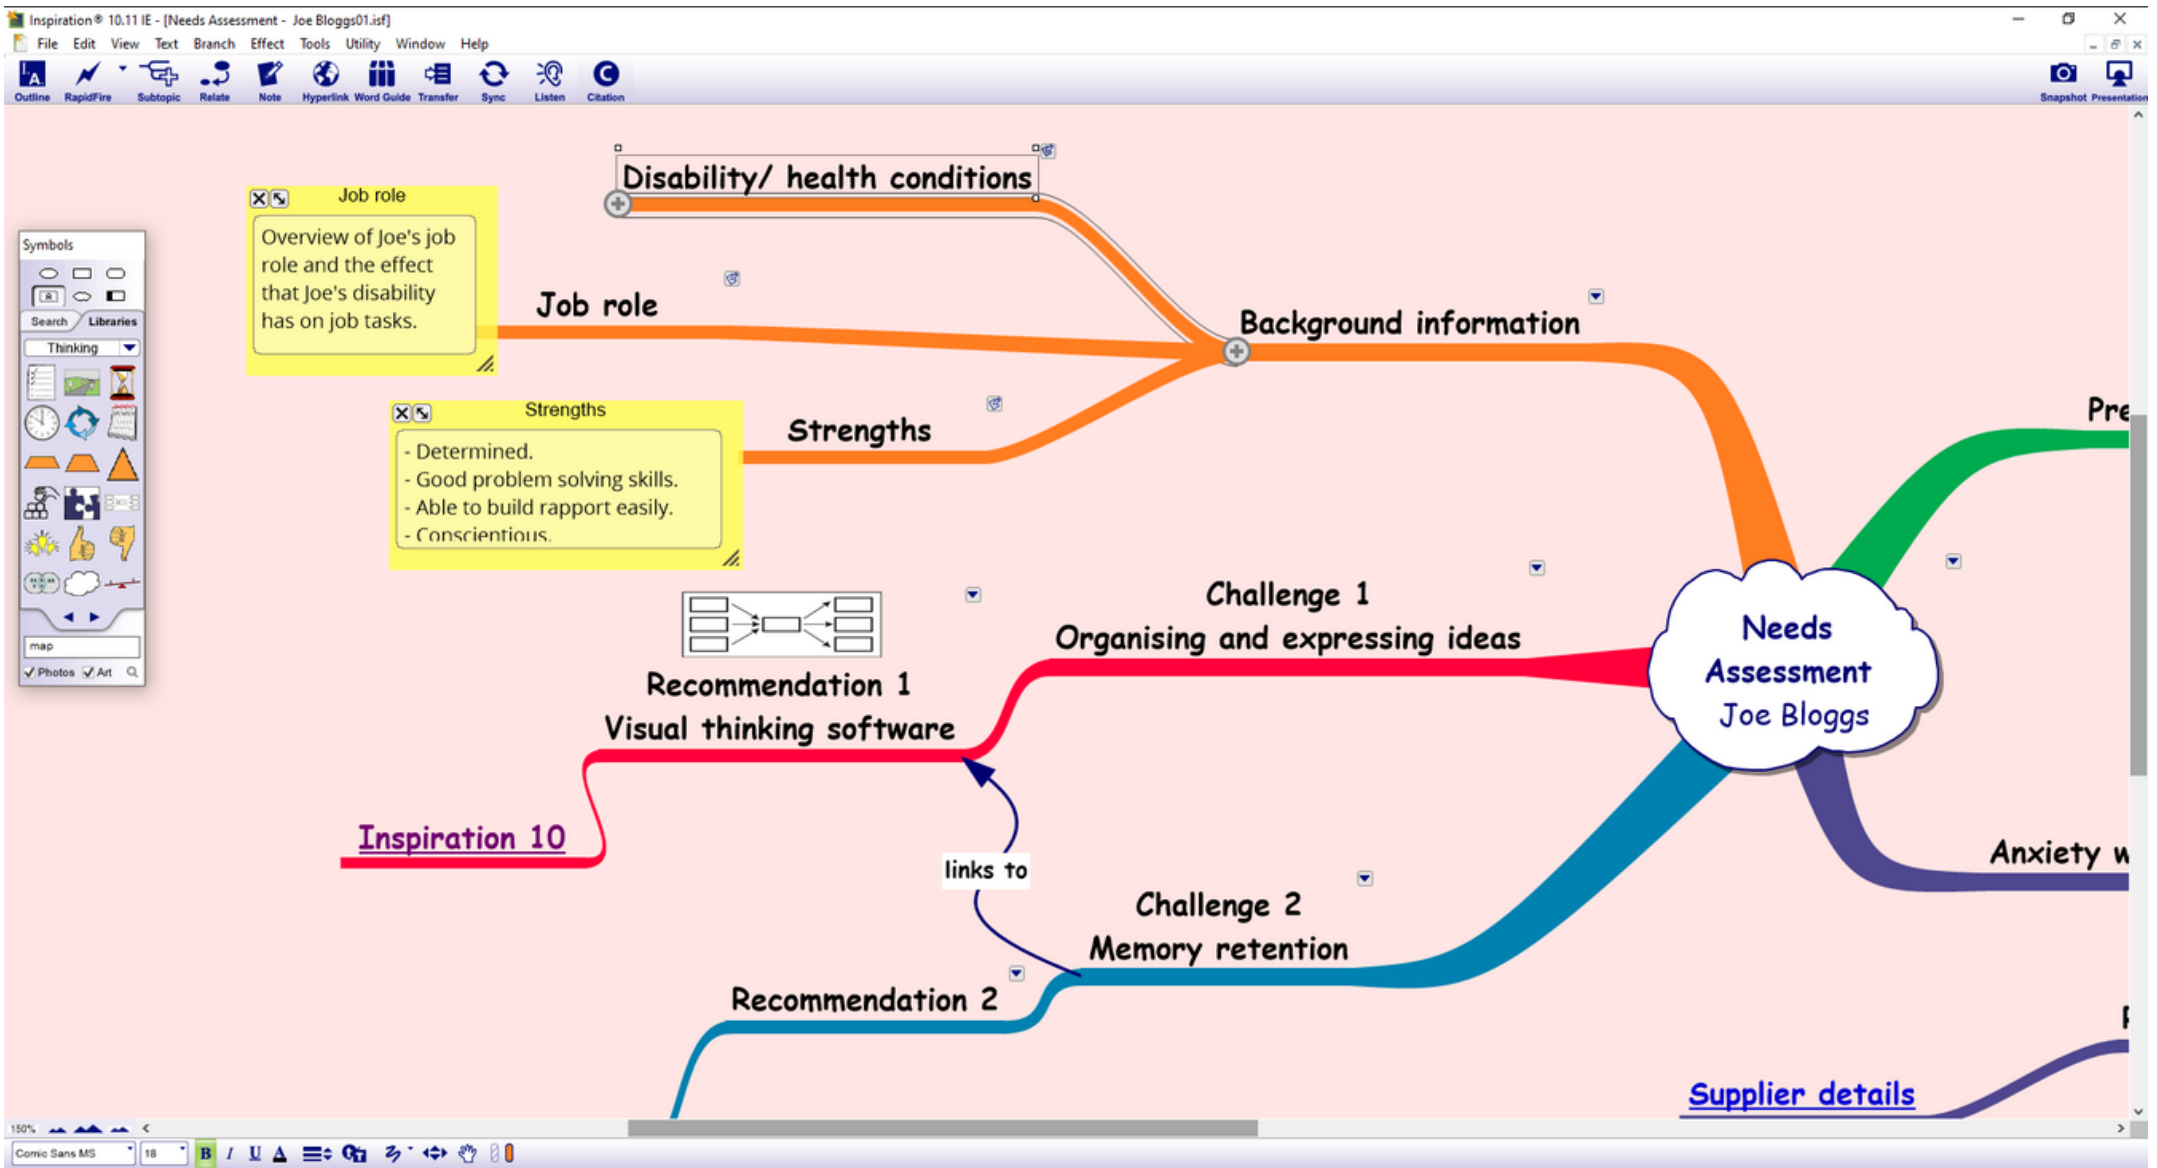 Inspiration® 10.11 IE - [Needs Assessment - Joe Bloggs01.isf]
File Edit View Text Branch Effect Tools Utility Window Help
Outline RapidFire Subtopic Relate Note Hyperlink Word Guide Transfer Sync Listen Citation
Snapshot Presentation
Disability/ health conditions
Job role
Overview of Joe's job
role and the effect
that Joe's disability
has on job tasks.
Job role
Background information
Strengths
- Determined.
- Good problem solving skills.
- Able to build rapport easily.
- Conscientious.
Strengths
Symbols
Search Libraries
Thinking
map
Photos Art
Pre
Challenge 1
Organising and expressing ideas
Recommendation 1
Visual thinking software
Inspiration 10
Needs
Assessment
Joe Bloggs
links to
Challenge 2
Memory retention
Recommendation 2
Anxiety w
Supplier details
150%
Comic Sans MS 18 B I U A